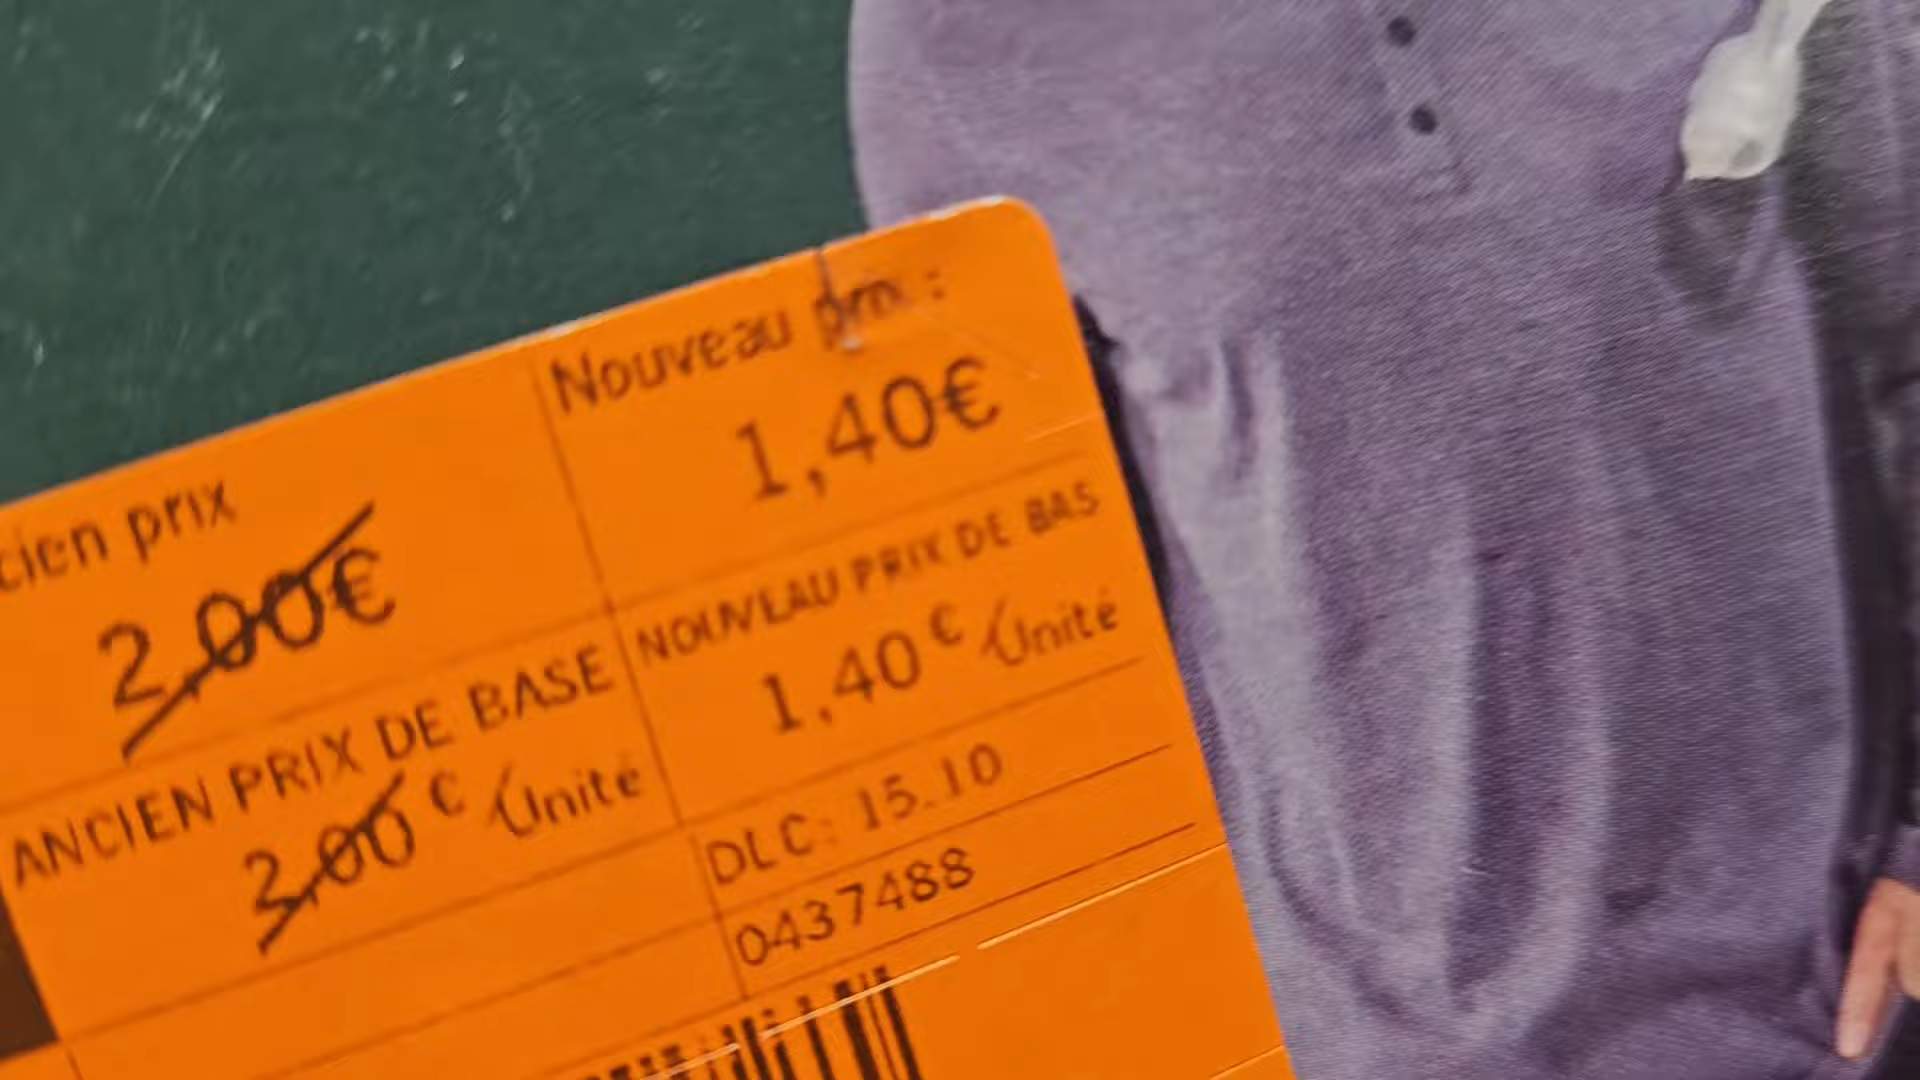 cien prix
2,00€
ANCIEN PRIX DE BASE
2,00 € Unité
Nouveau prix :
1,40€
NOUVEAU PRIX DE BAS
1,40 € Unité
DLC: 15.10
0437488